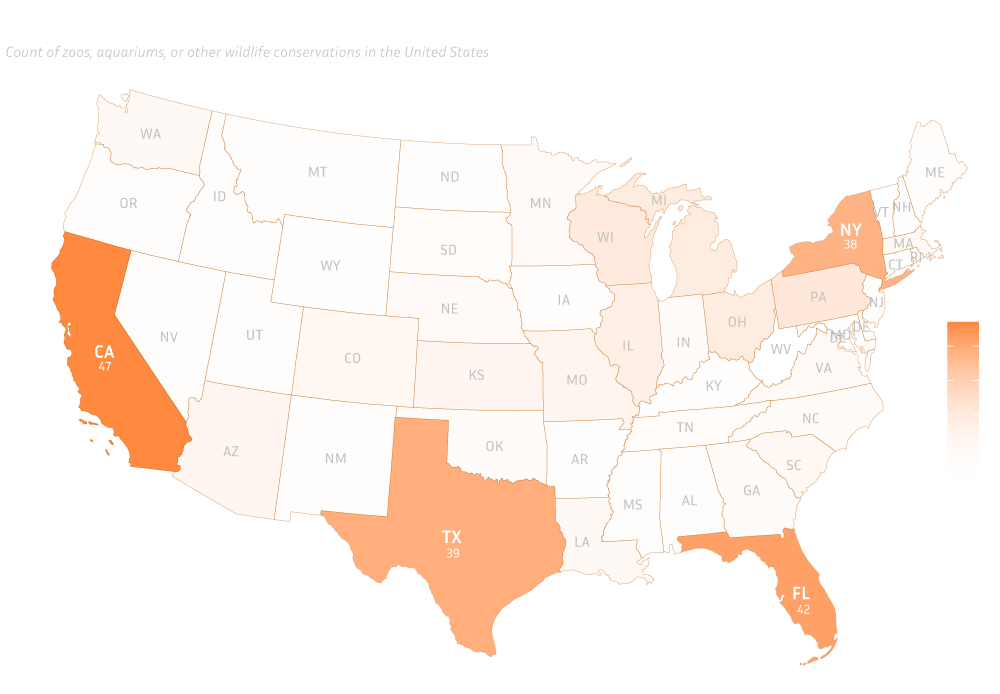 Count of zoos, aquariums, or other wildlife conservations in the United States
WA
MT
ND
ME
OR
ID
MN
MI
VT
NH
NY
38
WI
MA
SD
WY
CT
RI
IA
PA
NJ
NE
OH
DE
MD
NV
UT
IL
IN
WV
CA
47
CO
VA
KS
MO
KY
NC
TN
AZ
OK
NM
AR
SC
GA
MS
AL
TX
39
LA
FL
42